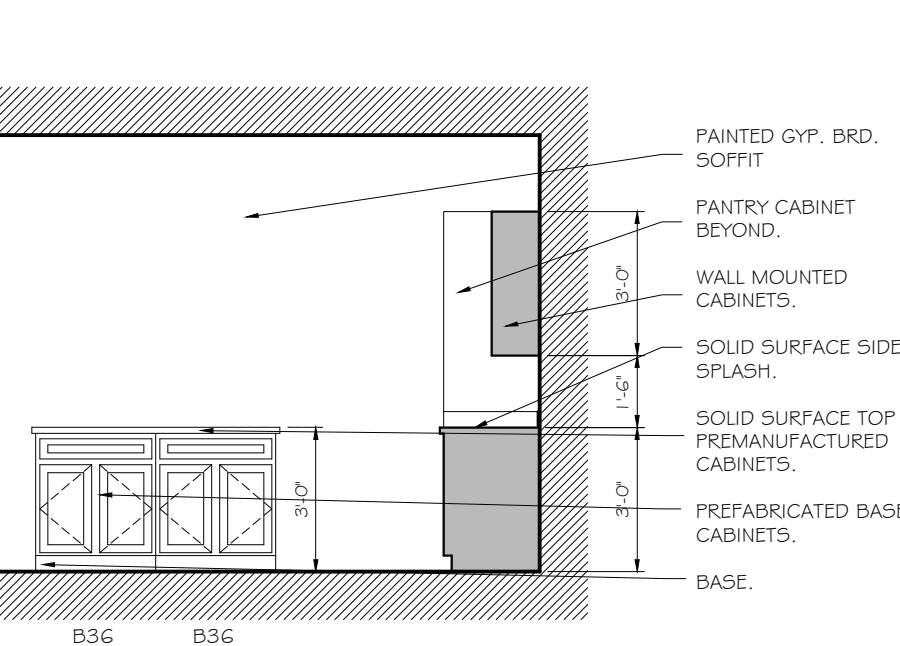 PAINTED GYP. BRD.
SOFFIT
PANTRY CABINET
BEYOND.
WALL MOUNTED
CABINETS.
SOLID SURFACE SIDE
SPLASH.
SOLID SURFACE TOP
PREMANUFACTURED
CABINETS.
PREFABRICATED BASE
CABINETS.
BASE.
3'-0"
1'-6"
3'-0"
3'-0"
B36 B36